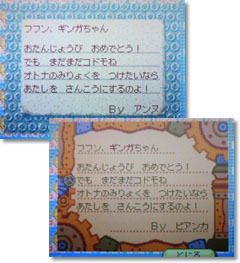 フフン、ギンガちゃん
おたんじょうび おめでとう!
でも まだまだコドモね
オトナのみりょくを つけたいなら
あたしを さんこうにするのよ!
By アンヌ
フフン、ギンガちゃん
おたんじょうび おめでとう!
でも まだまだコドモね
オトナのみりょくを つけたいなら
あたしを さんこうにするのよ!
By ビアンカ
とじる